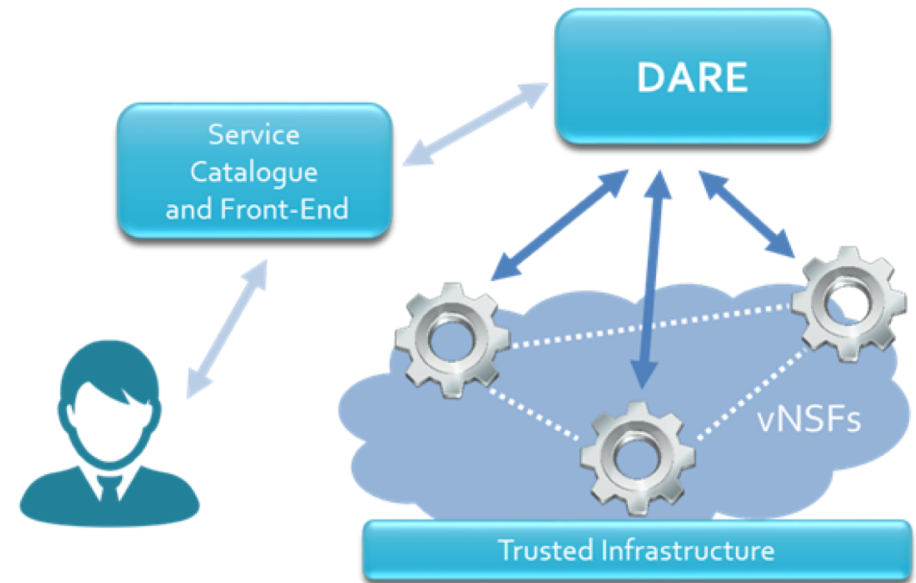 DARE
Service
Catalogue
and Front-End
vNSFs
Trusted Infrastructure